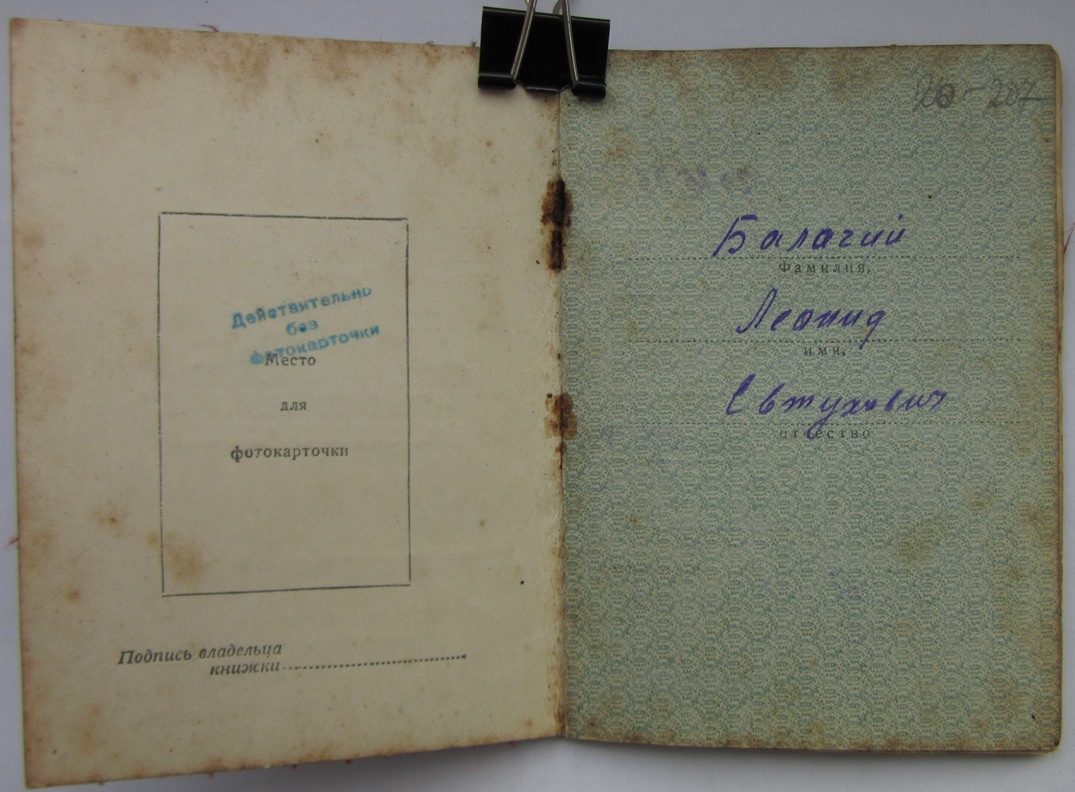 Действительно
без
фотокарточки
Место
для
фотокарточки
Подпись владельца
книжки
20-207
Балагий
Фамилия,
Леонид
имя,
Евтухович
отчество